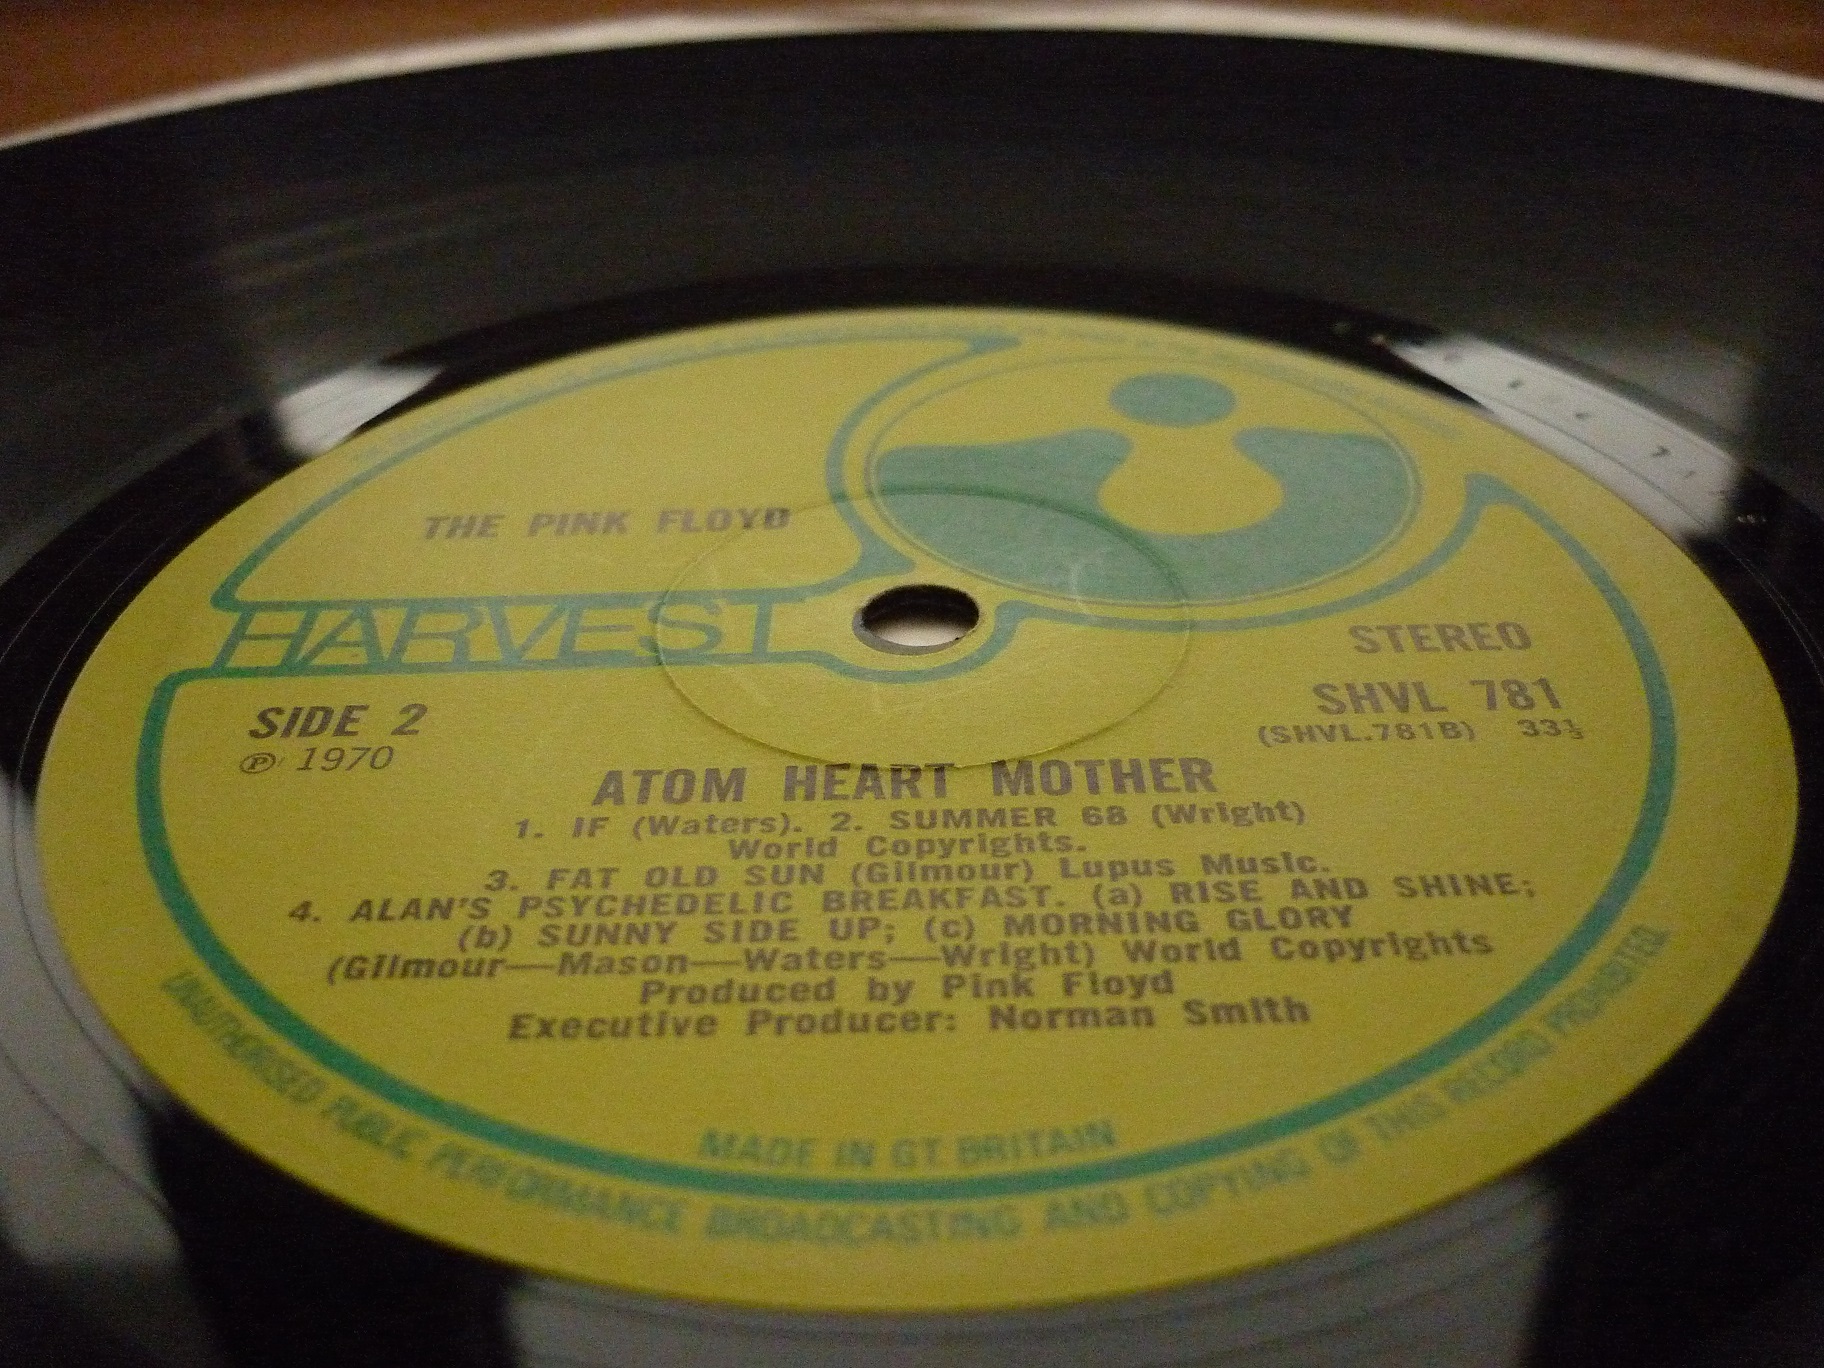 THE PINK FLOYD
HARVEST
STEREO
SIDE 2
SHVL 781
℗ 1970
(SHVL.781B) 33⅓
ATOM HEART MOTHER
1. IF (Waters). 2. SUMMER 68 (Wright)
World Copyrights.
3. FAT OLD SUN (Gilmour) Lupus Music.
4. ALAN'S PSYCHEDELIC BREAKFAST. (a) RISE AND SHINE;
(b) SUNNY SIDE UP; (c) MORNING GLORY
(Gilmour—Mason—Waters—Wright) World Copyrights
Produced by Pink Floyd
Executive Producer: Norman Smith
MADE IN GT. BRITAIN
UNAUTHORISED PUBLIC PERFORMANCE BROADCASTING AND COPYING OF THIS RECORD PROHIBITED.